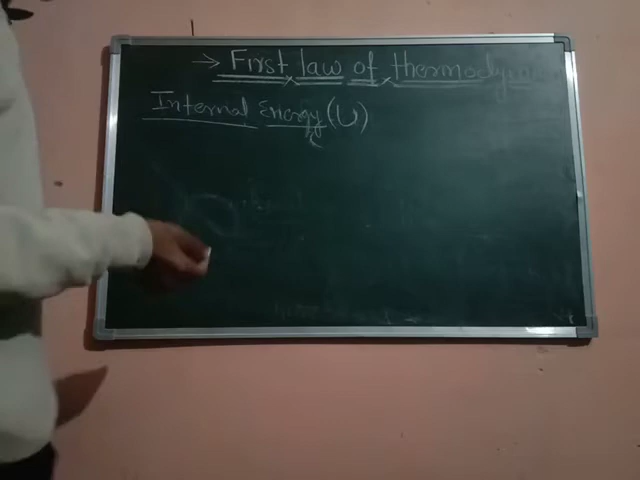 → First law of thermodynamics
Internal Energy (U)